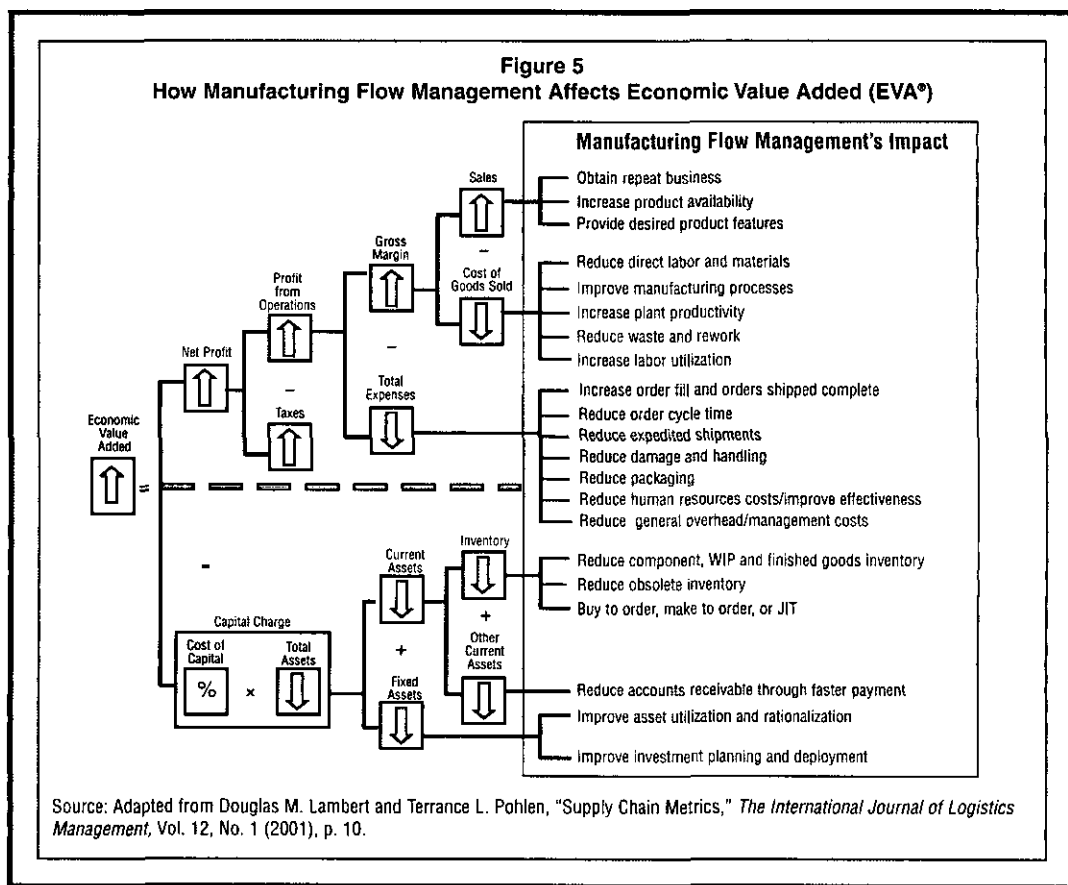 Figure 5
How Manufacturing Flow Management Affects Economic Value Added (EVA®)
Manufacturing Flow Management's Impact
Sales
Obtain repeat business
Increase product availability
Provide desired product features
–
Gross
Margin
Cost of
Goods Sold
Reduce direct labor and materials
Improve manufacturing processes
Increase plant productivity
Reduce waste and rework
Increase labor utilization
Profit
from
Operations
–
Net Profit
–
Total
Expenses
Increase order fill and orders shipped complete
Reduce order cycle time
Reduce expedited shipments
Reduce damage and handling
Reduce packaging
Reduce human resources costs/improve effectiveness
Reduce general overhead/management costs
Taxes
Economic
Value
Added
=
-
Inventory
Current
Assets
Reduce component, WIP and finished goods inventory
Reduce obsolete inventory
Buy to order, make to order, or JIT
+
Other
Current
Assets
Reduce accounts receivable through faster payment
+
Capital Charge
Cost of
Capital
% ×
Total
Assets
Fixed
Assets
Improve asset utilization and rationalization
Improve investment planning and deployment
Source: Adapted from Douglas M. Lambert and Terrance L. Pohlen, "Supply Chain Metrics," The International Journal of Logistics
Management, Vol. 12, No. 1 (2001), p. 10.